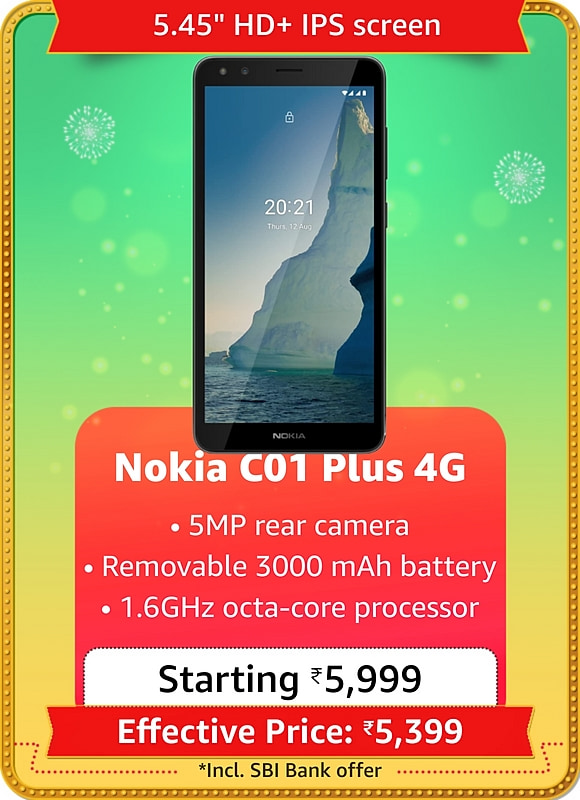 5.45" HD+ IPS screen
20:21
Thurs, 12 Aug
NOKIA
Nokia C01 Plus 4G
• 5MP rear camera
• Removable 3000 mAh battery
• 1.6GHz octa-core processor
Starting ₹5,999
Effective Price: ₹5,399
*Incl. SBI Bank offer